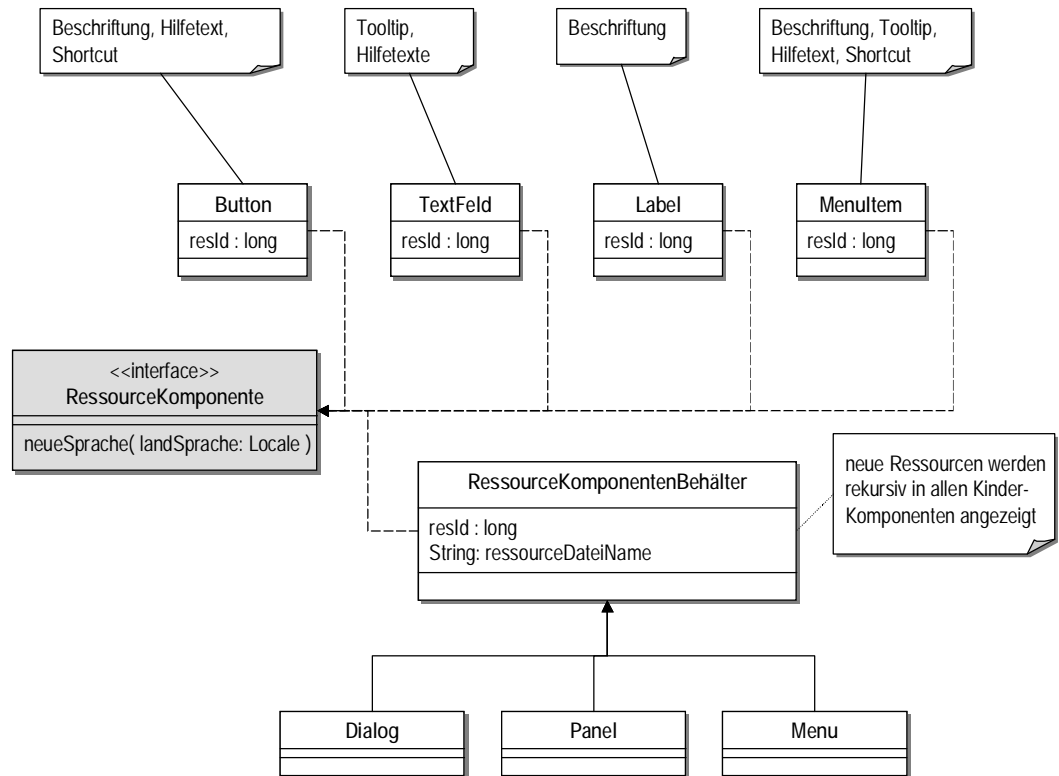 Beschriftung, Hilfetext,
Shortcut
Tooltip,
Hilfetexte
Beschriftung
Beschriftung, Tooltip,
Hilfetext, Shortcut
Button
resId : long
TextFeld
resId : long
Label
resId : long
MenuItem
resId : long
<<interface>>
RessourceKomponente
neueSprache( landSprache: Locale )
RessourceKomponentenBehälter
resId : long
String: ressourceDateiName
neue Ressourcen werden
rekursiv in allen Kinder-
Komponenten angezeigt
Dialog
Panel
Menu